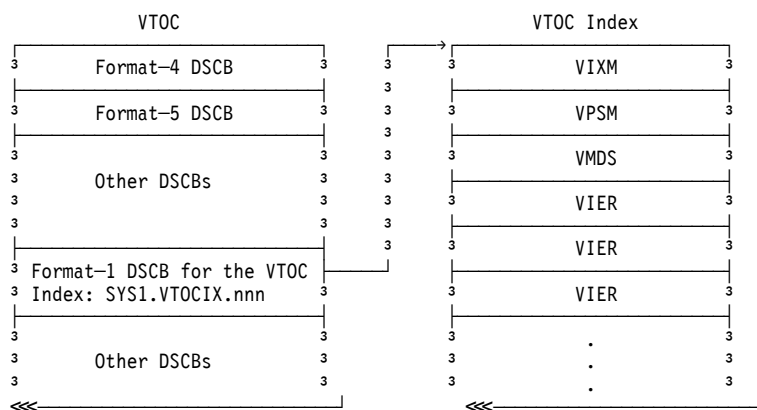 VTOC
Format—4 DSCB
Format—5 DSCB
Other DSCBs
Format—1 DSCB for the VTOC
Index: SYS1.VTOCIX.nnn
Other DSCBs
VTOC Index
VIXM
VPSM
VMDS
VIER
VIER
VIER
.
.
.